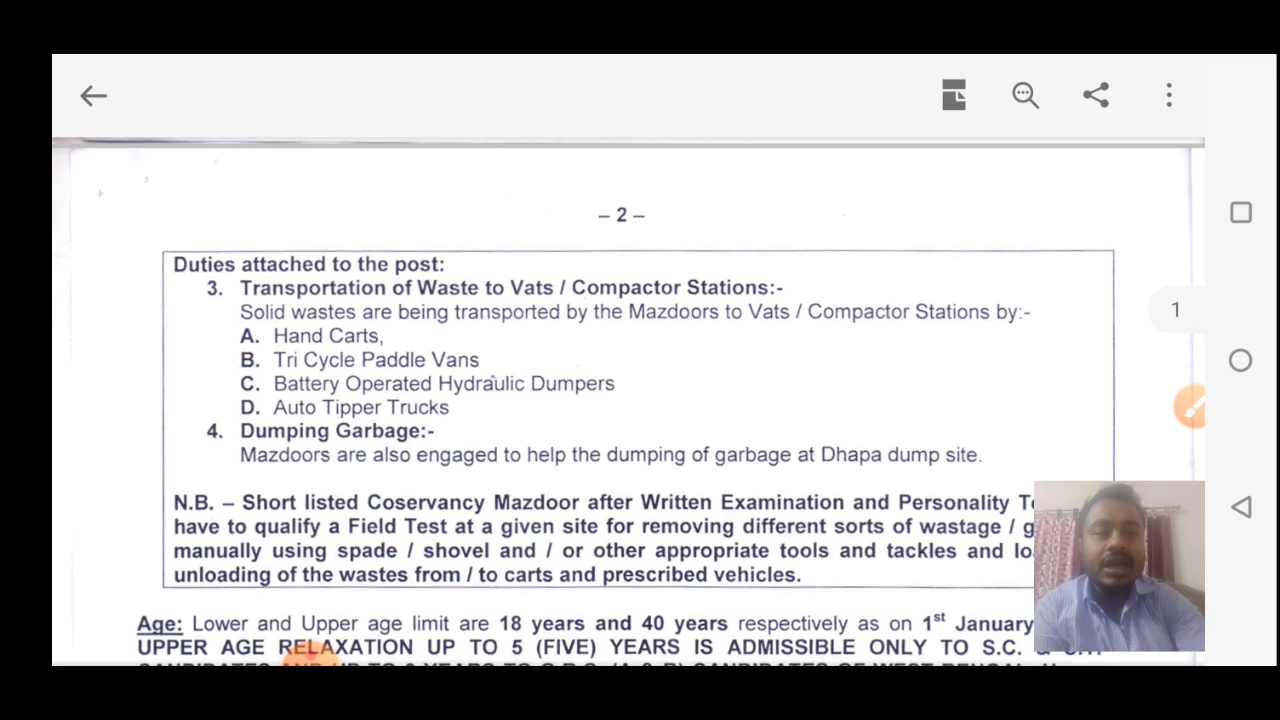 – 2 –
Duties attached to the post:
3. Transportation of Waste to Vats / Compactor Stations:-
Solid wastes are being transported by the Mazdoors to Vats / Compactor Stations by:-
A. Hand Carts,
B. Tri Cycle Paddle Vans
C. Battery Operated Hydraulic Dumpers
D. Auto Tipper Trucks
4. Dumping Garbage:-
Mazdoors are also engaged to help the dumping of garbage at Dhapa dump site.
N.B. – Short listed Coservancy Mazdoor after Written Examination and Personality
have to qualify a Field Test at a given site for removing different sorts of wastage /
manually using spade / shovel and / or other appropriate tools and tackles and
unloading of the wastes from / to carts and prescribed vehicles.
Age: Lower and Upper age limit are 18 years and 40 years respectively as on 1st January
UPPER AGE RELAXATION UP TO 5 (FIVE) YEARS IS ADMISSIBLE ONLY TO S.C.
1